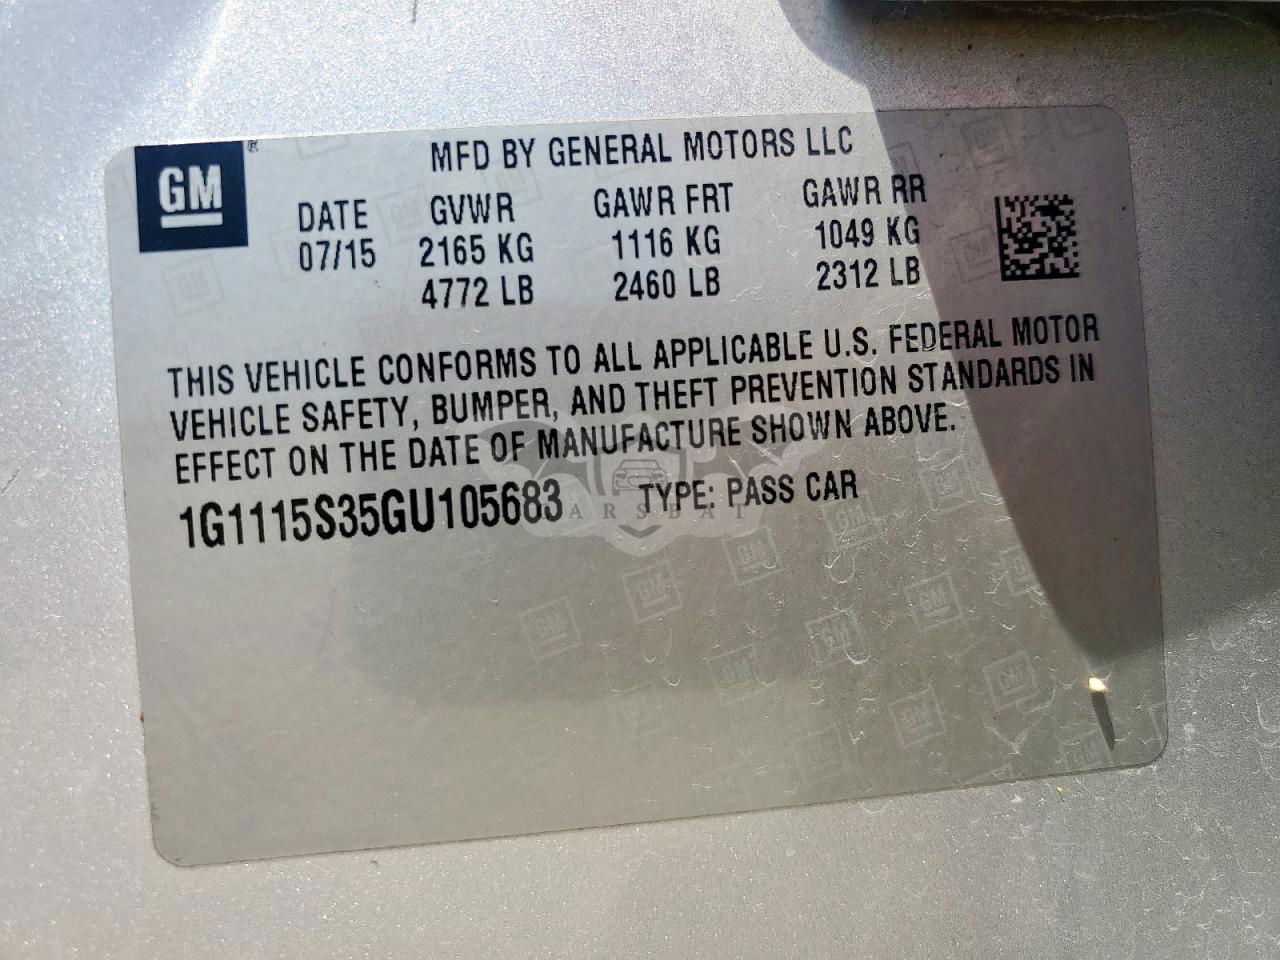 GM ®
MFD BY GENERAL MOTORS LLC
DATE GVWR GAWR FRT GAWR RR
07/15 2165 KG 1116 KG 1049 KG
4772 LB 2460 LB 2312 LB
THIS VEHICLE CONFORMS TO ALL APPLICABLE U.S. FEDERAL MOTOR
VEHICLE SAFETY, BUMPER, AND THEFT PREVENTION STANDARDS IN
EFFECT ON THE DATE OF MANUFACTURE SHOWN ABOVE.
1G1115S35GU105683 TYPE: PASS CAR
CARSBAT